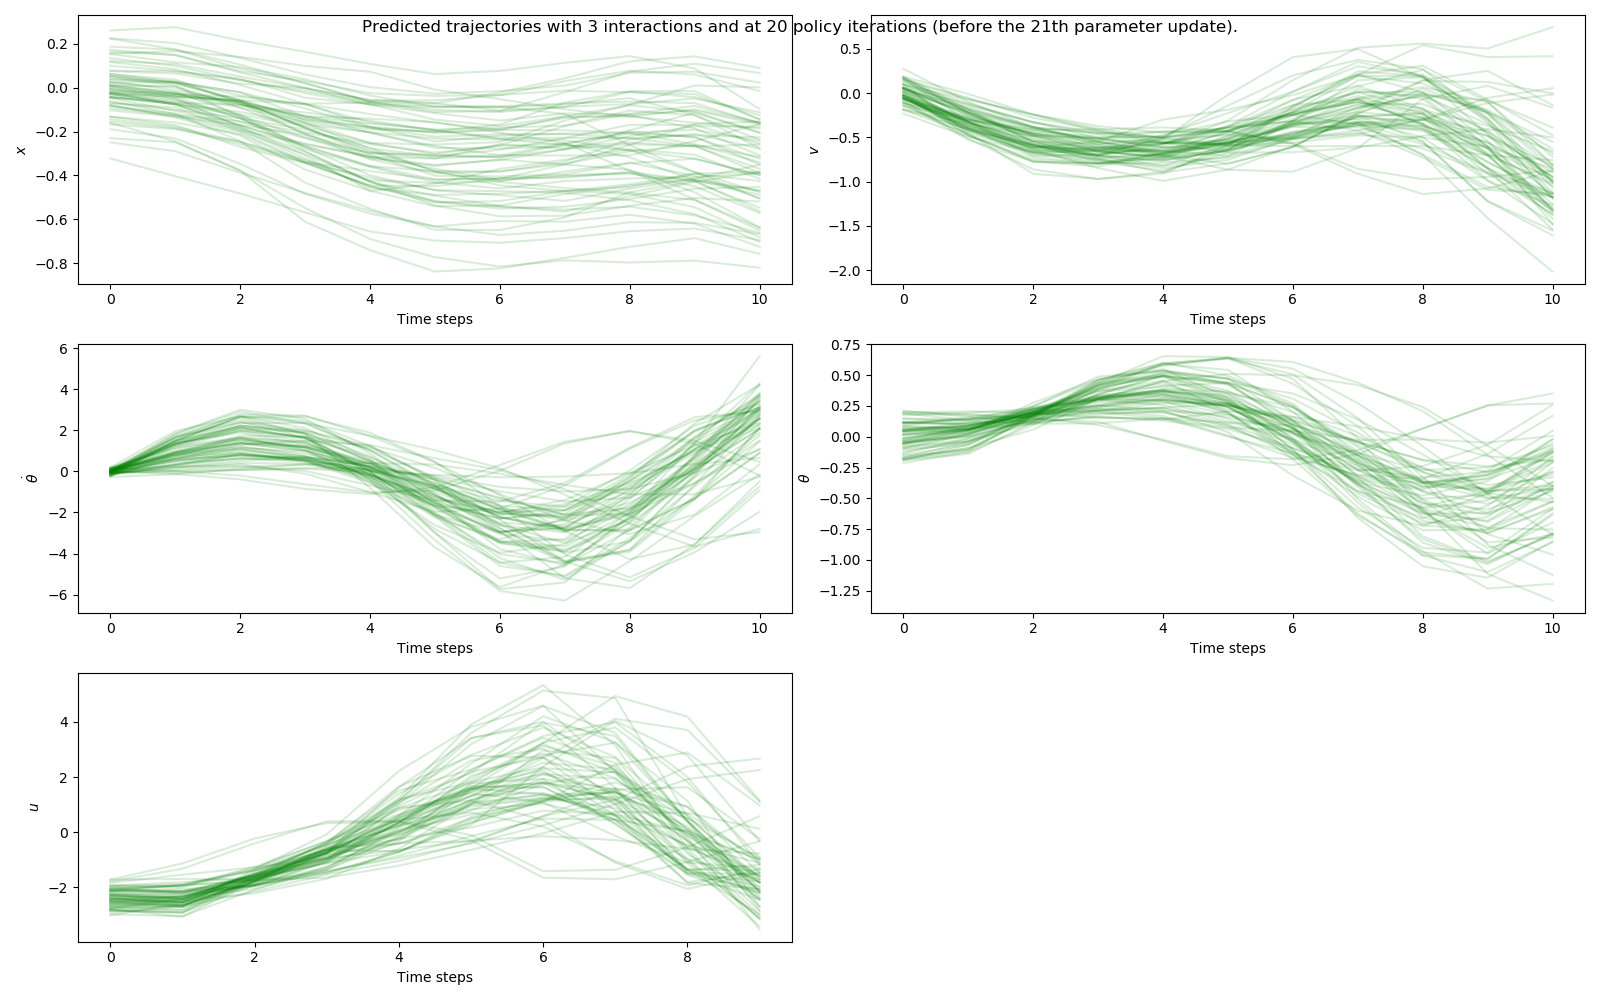 Predicted trajectories with 3 interactions and at 20 policy iterations (before the 21th parameter update).
0.2
0.0
−0.2
−0.4
−0.6
−0.8
x
0 2 4 6 8 10
Time steps
0.5
0.0
−0.5
−1.0
−1.5
−2.0
v
0 2 4 6 8 10
Time steps
6
4
2
0
−2
−4
−6
θ̇
0 2 4 6 8 10
Time steps
0.75
0.50
0.25
0.00
−0.25
−0.50
−0.75
−1.00
−1.25
θ
0 2 4 6 8 10
Time steps
4
2
0
−2
u
0 2 4 6 8
Time steps